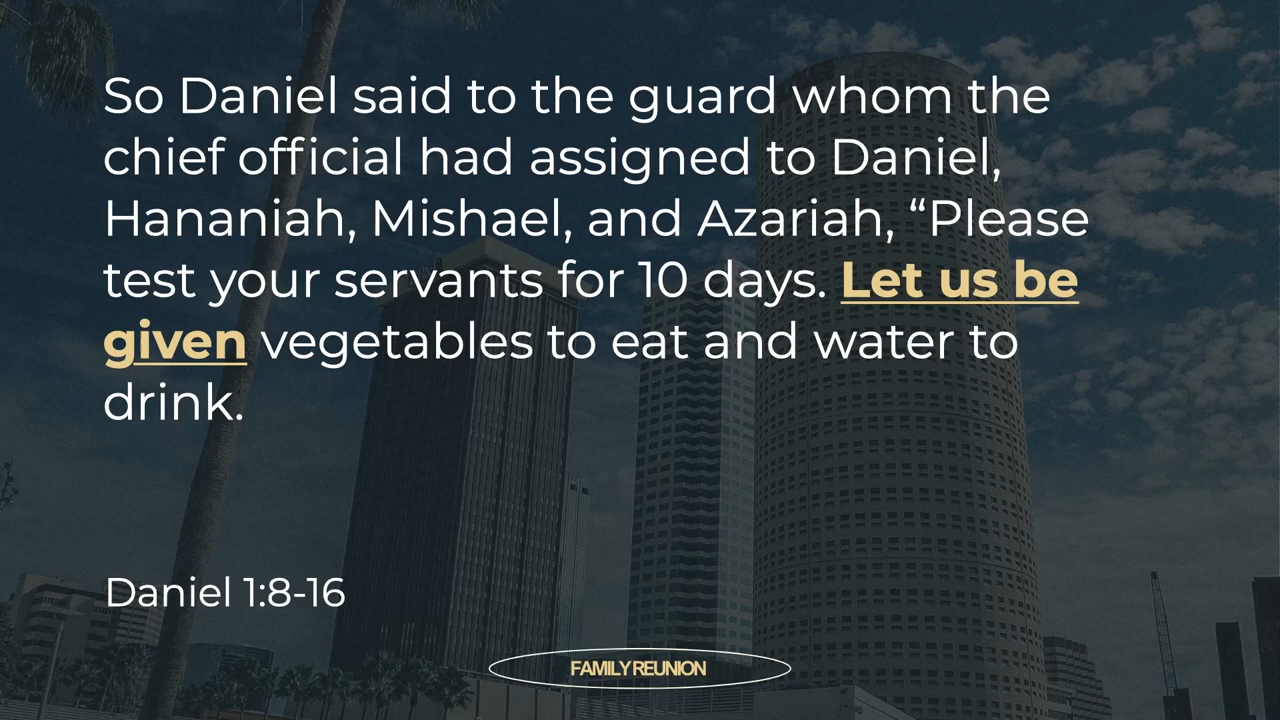 So Daniel said to the guard whom the
chief official had assigned to Daniel,
Hananiah, Mishael, and Azariah, “Please
test your servants for 10 days. Let us be
given vegetables to eat and water to
drink.
Daniel 1:8-16
FAMILY REUNION